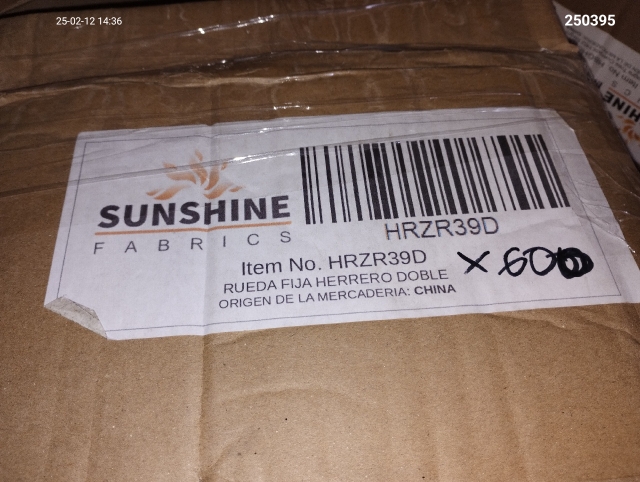 25-02-12 14:36
250395
SUNSHINE
FABRICS
HRZR39D
Item No. HRZR39D
RUEDA FIJA HERRERO DOBLE
ORIGEN DE LA MERCADERIA: CHINA
x 60